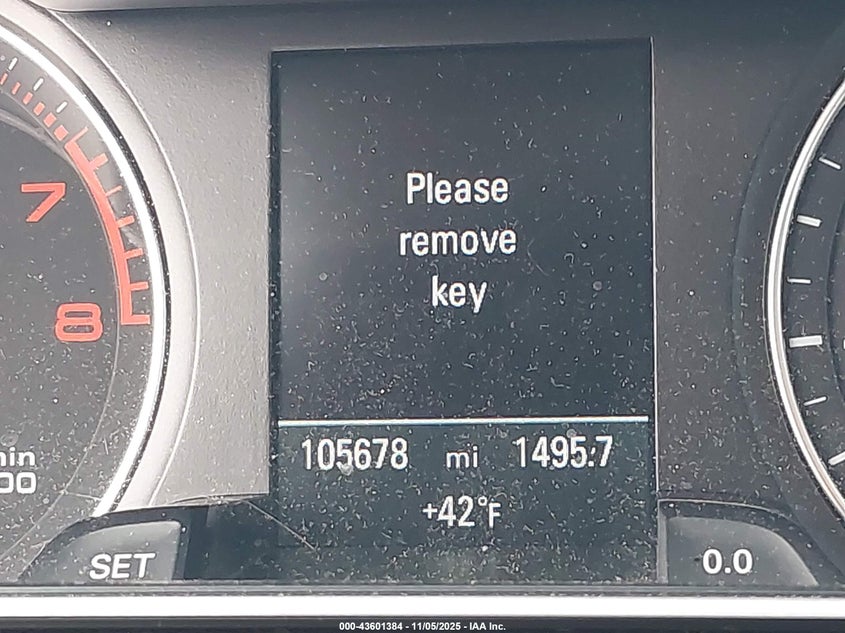 7
8
Please
remove
key
105678 mi 1495.7
+42°F
00
SET
0.0
000-43601384 - 11/05/2025 - IAA Inc.